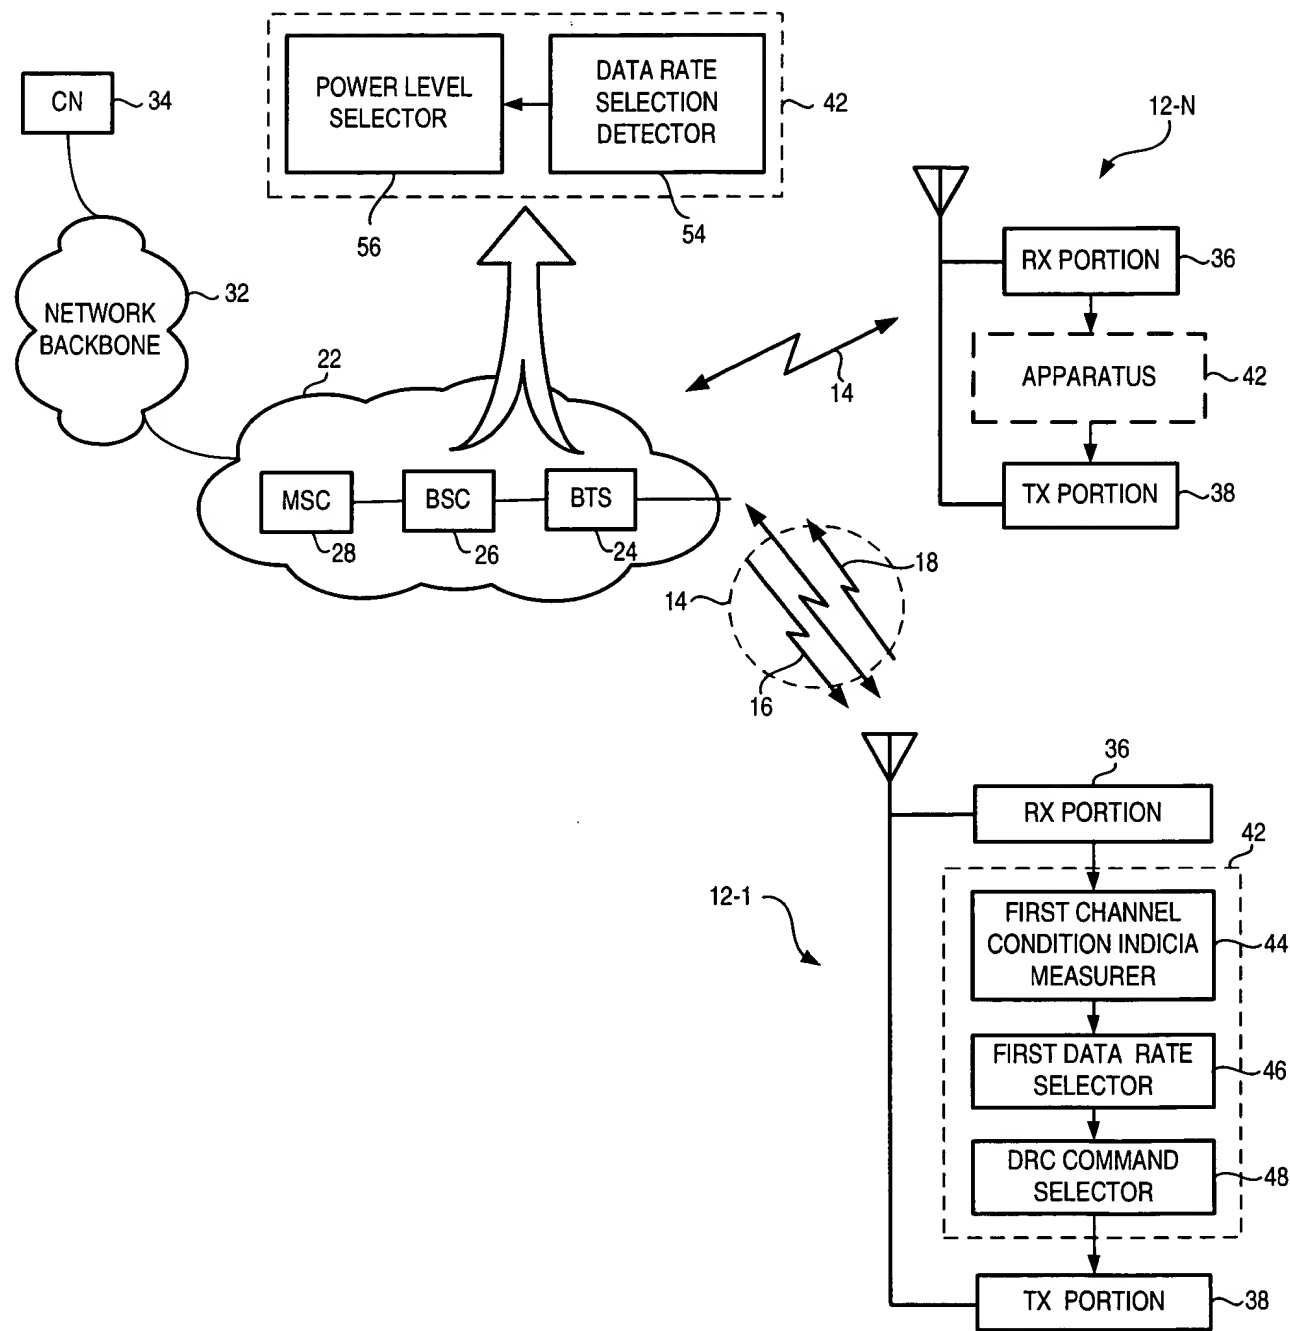 CN
34
POWER LEVEL
SELECTOR
DATA RATE
SELECTION
DETECTOR
42
56
54
12-N
NETWORK
BACKBONE
32
RX PORTION
36
APPARATUS
42
TX PORTION
38
14
22
MSC
BSC
BTS
28
26
24
14
18
16
36
RX PORTION
42
12-1
FIRST CHANNEL
CONDITION INDICIA
MEASURER
44
FIRST DATA RATE
SELECTOR
46
DRC COMMAND
SELECTOR
48
TX PORTION
38